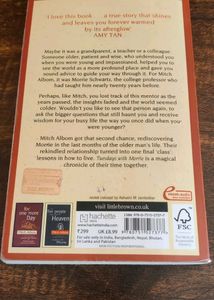 'I love this book ... a true story that shines
and leaves you forever warmed
by its afterglow'
AMY TAN
Maybe it was a grandparent, a teacher or a colleague.
Someone older, patient and wise, who understood you
when you were young and impassioned, helped you to
see the world as a more profound place and gave you
sound advice to guide your way through it. For Mitch
Albom, it was Morrie Schwartz, the college professor who
had taught him nearly twenty years before.
Perhaps, like Mitch, you lost track of this mentor as the
years passed, the insights faded and the world seemed
colder. Wouldn't you like to see that person again, to
ask the bigger questions that still haunt you and receive
wisdom for your busy life the way you once did when you
were younger?
Mitch Albom got that second chance, rediscovering
Morrie in the last months of the older man's life. Their
rekindled relationship turned into one final 'class':
lessons in how to live. Tuesdays with Morrie is a magical
chronicle of their time together.
visit littlebrown.co.uk
hachette
INDIA
₹299
UK £8.99
For sale in India, Bangladesh, Nepal, Bhutan,
Sri Lanka and Pakistan
for
one more
day
FSC